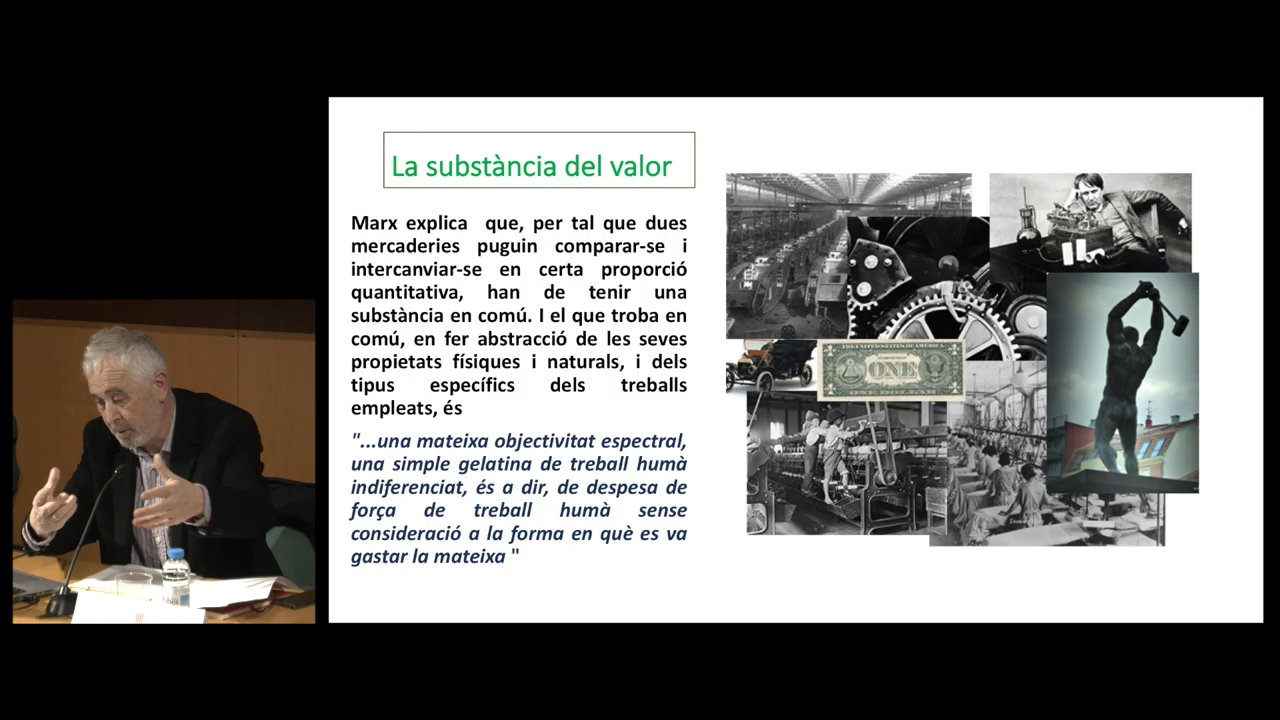 La substància del valor
Marx explica que, per tal que dues
mercaderies puguin comparar-se i
intercanviar-se en certa proporció
quantitativa, han de tenir una
substància en comú. I el que troba en
comú, en fer abstracció de les seves
propietats físiques i naturals, i dels
tipus específics dels treballs
empleats, és
"...una mateixa objectivitat espectral,
una simple gelatina de treball humà
indiferenciat, és a dir, de despesa de
força de treball humà sense
consideració a la forma en què es va
gastar la mateixa "
THE UNITED STATES OF AMERICA
ONE